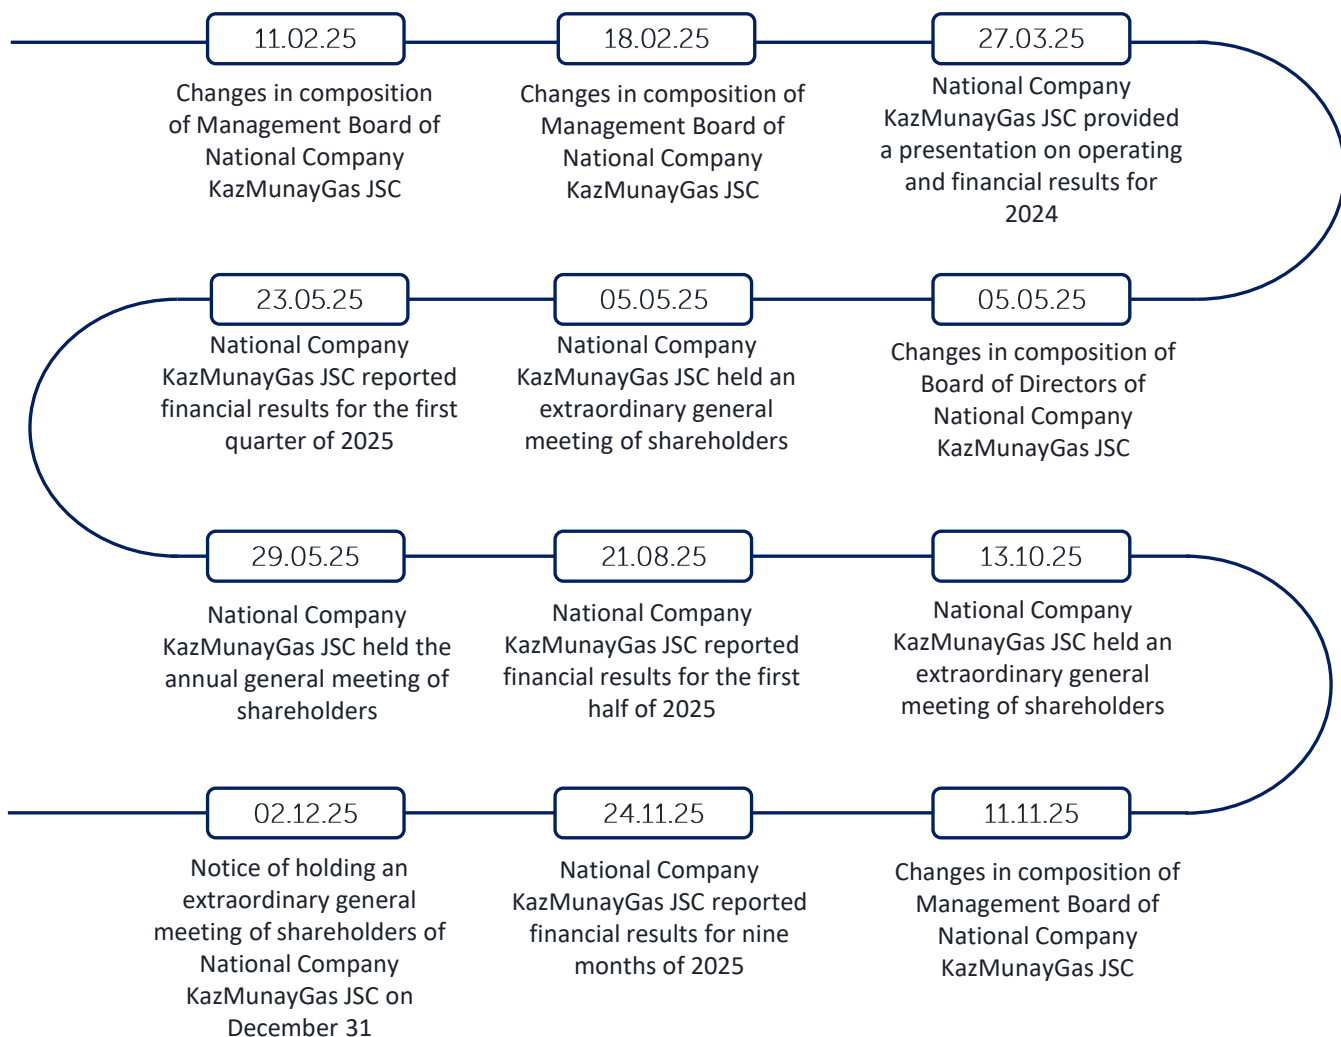 11.02.25
Changes in composition
of Management Board of
National Company
KazMunayGas JSC
18.02.25
Changes in composition of
Management Board of
National Company
KazMunayGas JSC
27.03.25
National Company
KazMunayGas JSC provided
a presentation on operating
and financial results for
2024
05.05.25
Changes in composition of
Board of Directors of
National Company
KazMunayGas JSC
05.05.25
National Company
KazMunayGas JSC held an
extraordinary general
meeting of shareholders
23.05.25
National Company
KazMunayGas JSC reported
financial results for the first
quarter of 2025
29.05.25
National Company
KazMunayGas JSC held the
annual general meeting of
shareholders
21.08.25
National Company
KazMunayGas JSC reported
financial results for the first
half of 2025
13.10.25
National Company
KazMunayGas JSC held an
extraordinary general
meeting of shareholders
11.11.25
Changes in composition of
Management Board of
National Company
KazMunayGas JSC
24.11.25
National Company
KazMunayGas JSC reported
financial results for nine
months of 2025
02.12.25
Notice of holding an
extraordinary general
meeting of shareholders of
National Company
KazMunayGas JSC on
December 31